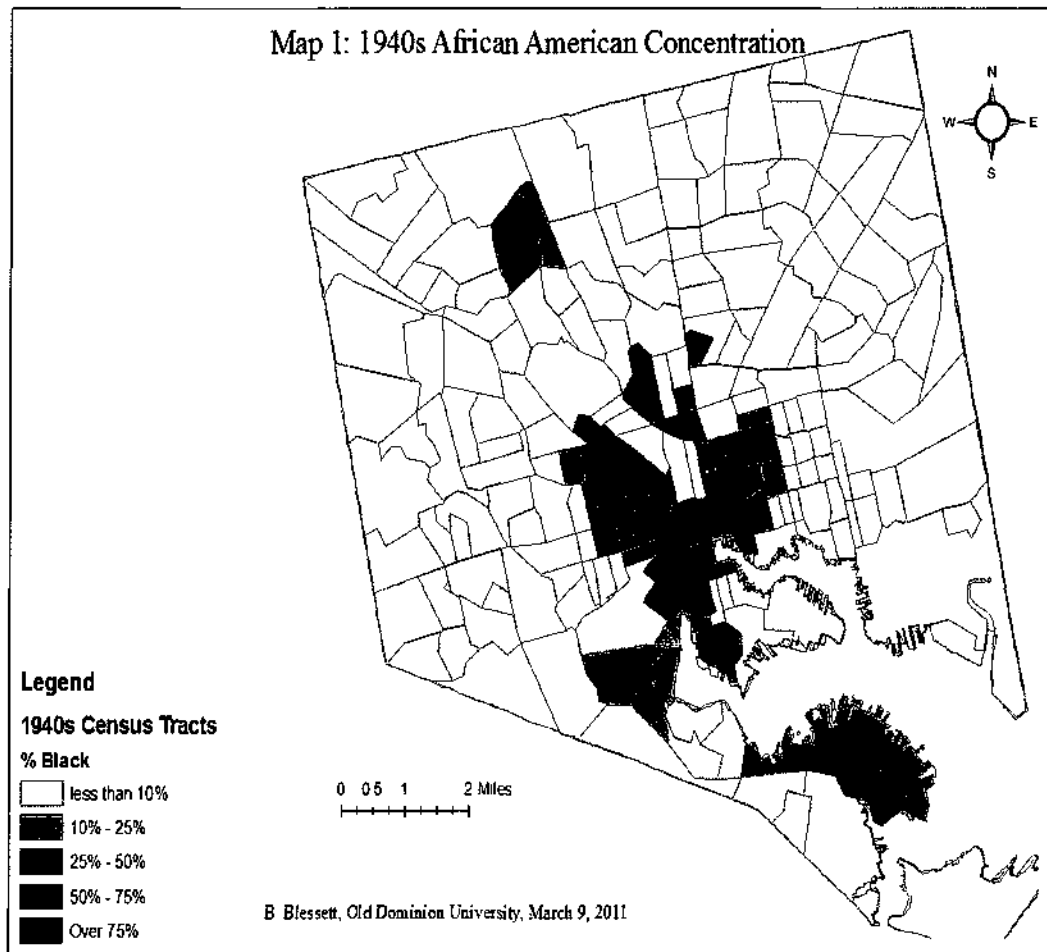 Map 1: 1940s African American Concentration
N
W
E
S
Legend
1940s Census Tracts
% Black
less than 10%
10% - 25%
25% - 50%
50% - 75%
Over 75%
0 0 5 1 2 Miles
B Blessett, Old Dominion University, March 9, 2011